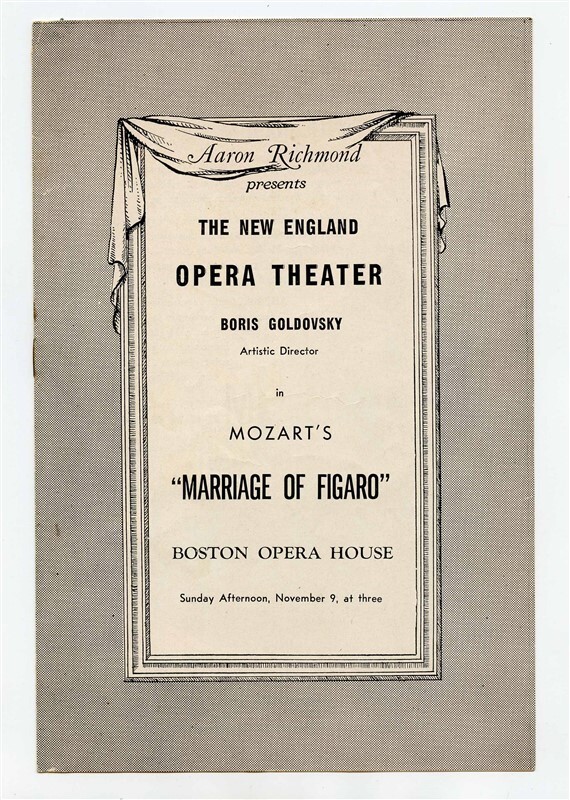 Aaron Richmond
presents
THE NEW ENGLAND
OPERA THEATER
BORIS GOLDOVSKY
Artistic Director
in
MOZART'S
"MARRIAGE OF FIGARO"
BOSTON OPERA HOUSE
Sunday Afternoon, November 9, at three